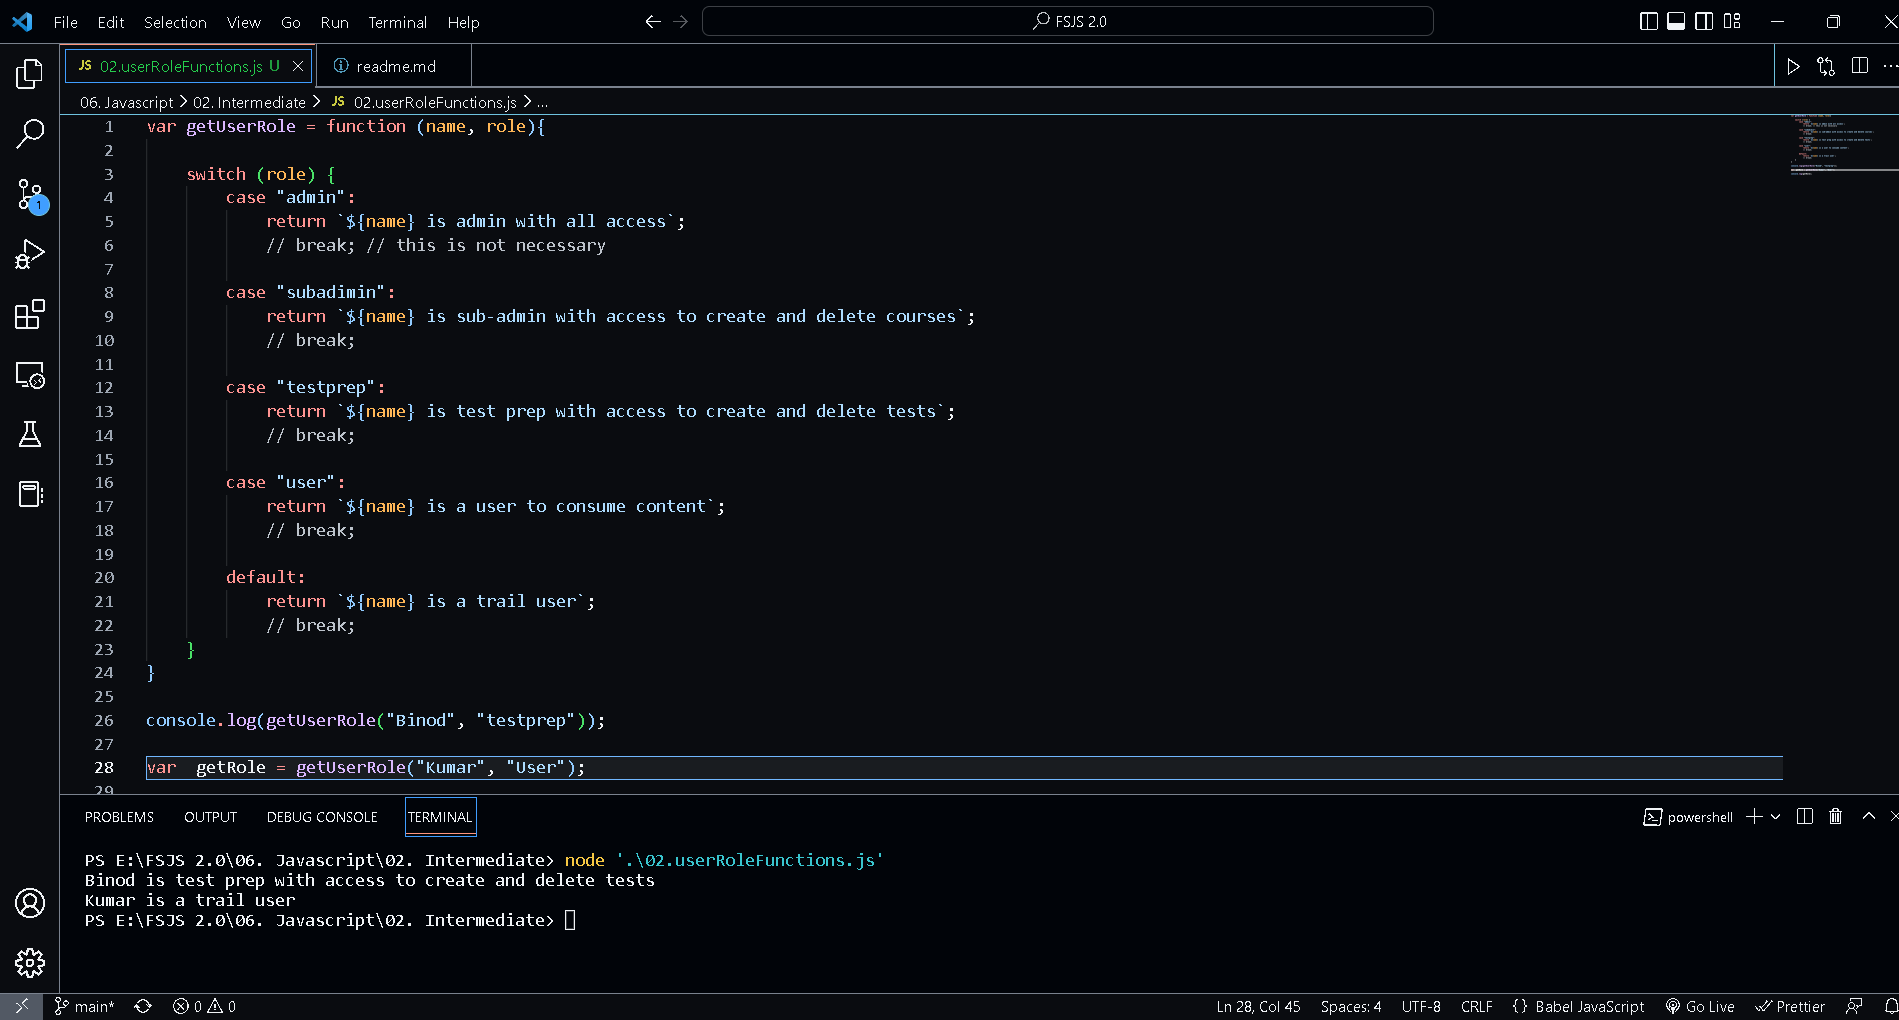 File Edit Selection View Go Run Terminal Help
FSJS 2.0
JS 02.userRoleFunctions.js U
readme.md
06. Javascript > 02. Intermediate > JS 02.userRoleFunctions.js > ...
1 var getUserRole = function (name, role){
2
3 switch (role) {
4 case "admin":
5 return `${name} is admin with all access`;
6 // break; // this is not necessary
7
8 case "subadimin":
9 return `${name} is sub-admin with access to create and delete courses`;
10 // break;
11
12 case "testprep":
13 return `${name} is test prep with access to create and delete tests`;
14 // break;
15
16 case "user":
17 return `${name} is a user to consume content`;
18 // break;
19
20 default:
21 return `${name} is a trail user`;
22 // break;
23 }
24 }
25
26 console.log(getUserRole("Binod", "testprep"));
27
28 var  getRole = getUserRole("Kumar", "User");
29
1
PROBLEMS OUTPUT DEBUG CONSOLE TERMINAL
powershell
PS E:\FSJS 2.0\06. Javascript\02. Intermediate> node '.\02.userRoleFunctions.js'
Binod is test prep with access to create and delete tests
Kumar is a trail user
PS E:\FSJS 2.0\06. Javascript\02. Intermediate>
main* 0 0 Ln 28, Col 45 Spaces: 4 UTF-8 CRLF {} Babel JavaScript Go Live Prettier